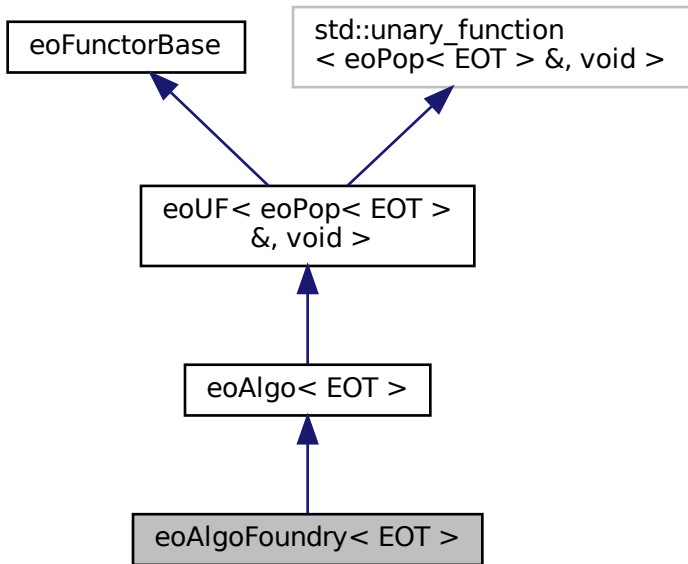 eoFunctorBase
std::unary_function
< eoPop< EOT > &, void >
eoUF< eoPop< EOT >
&, void >
eoAlgo< EOT >
eoAlgoFoundry< EOT >